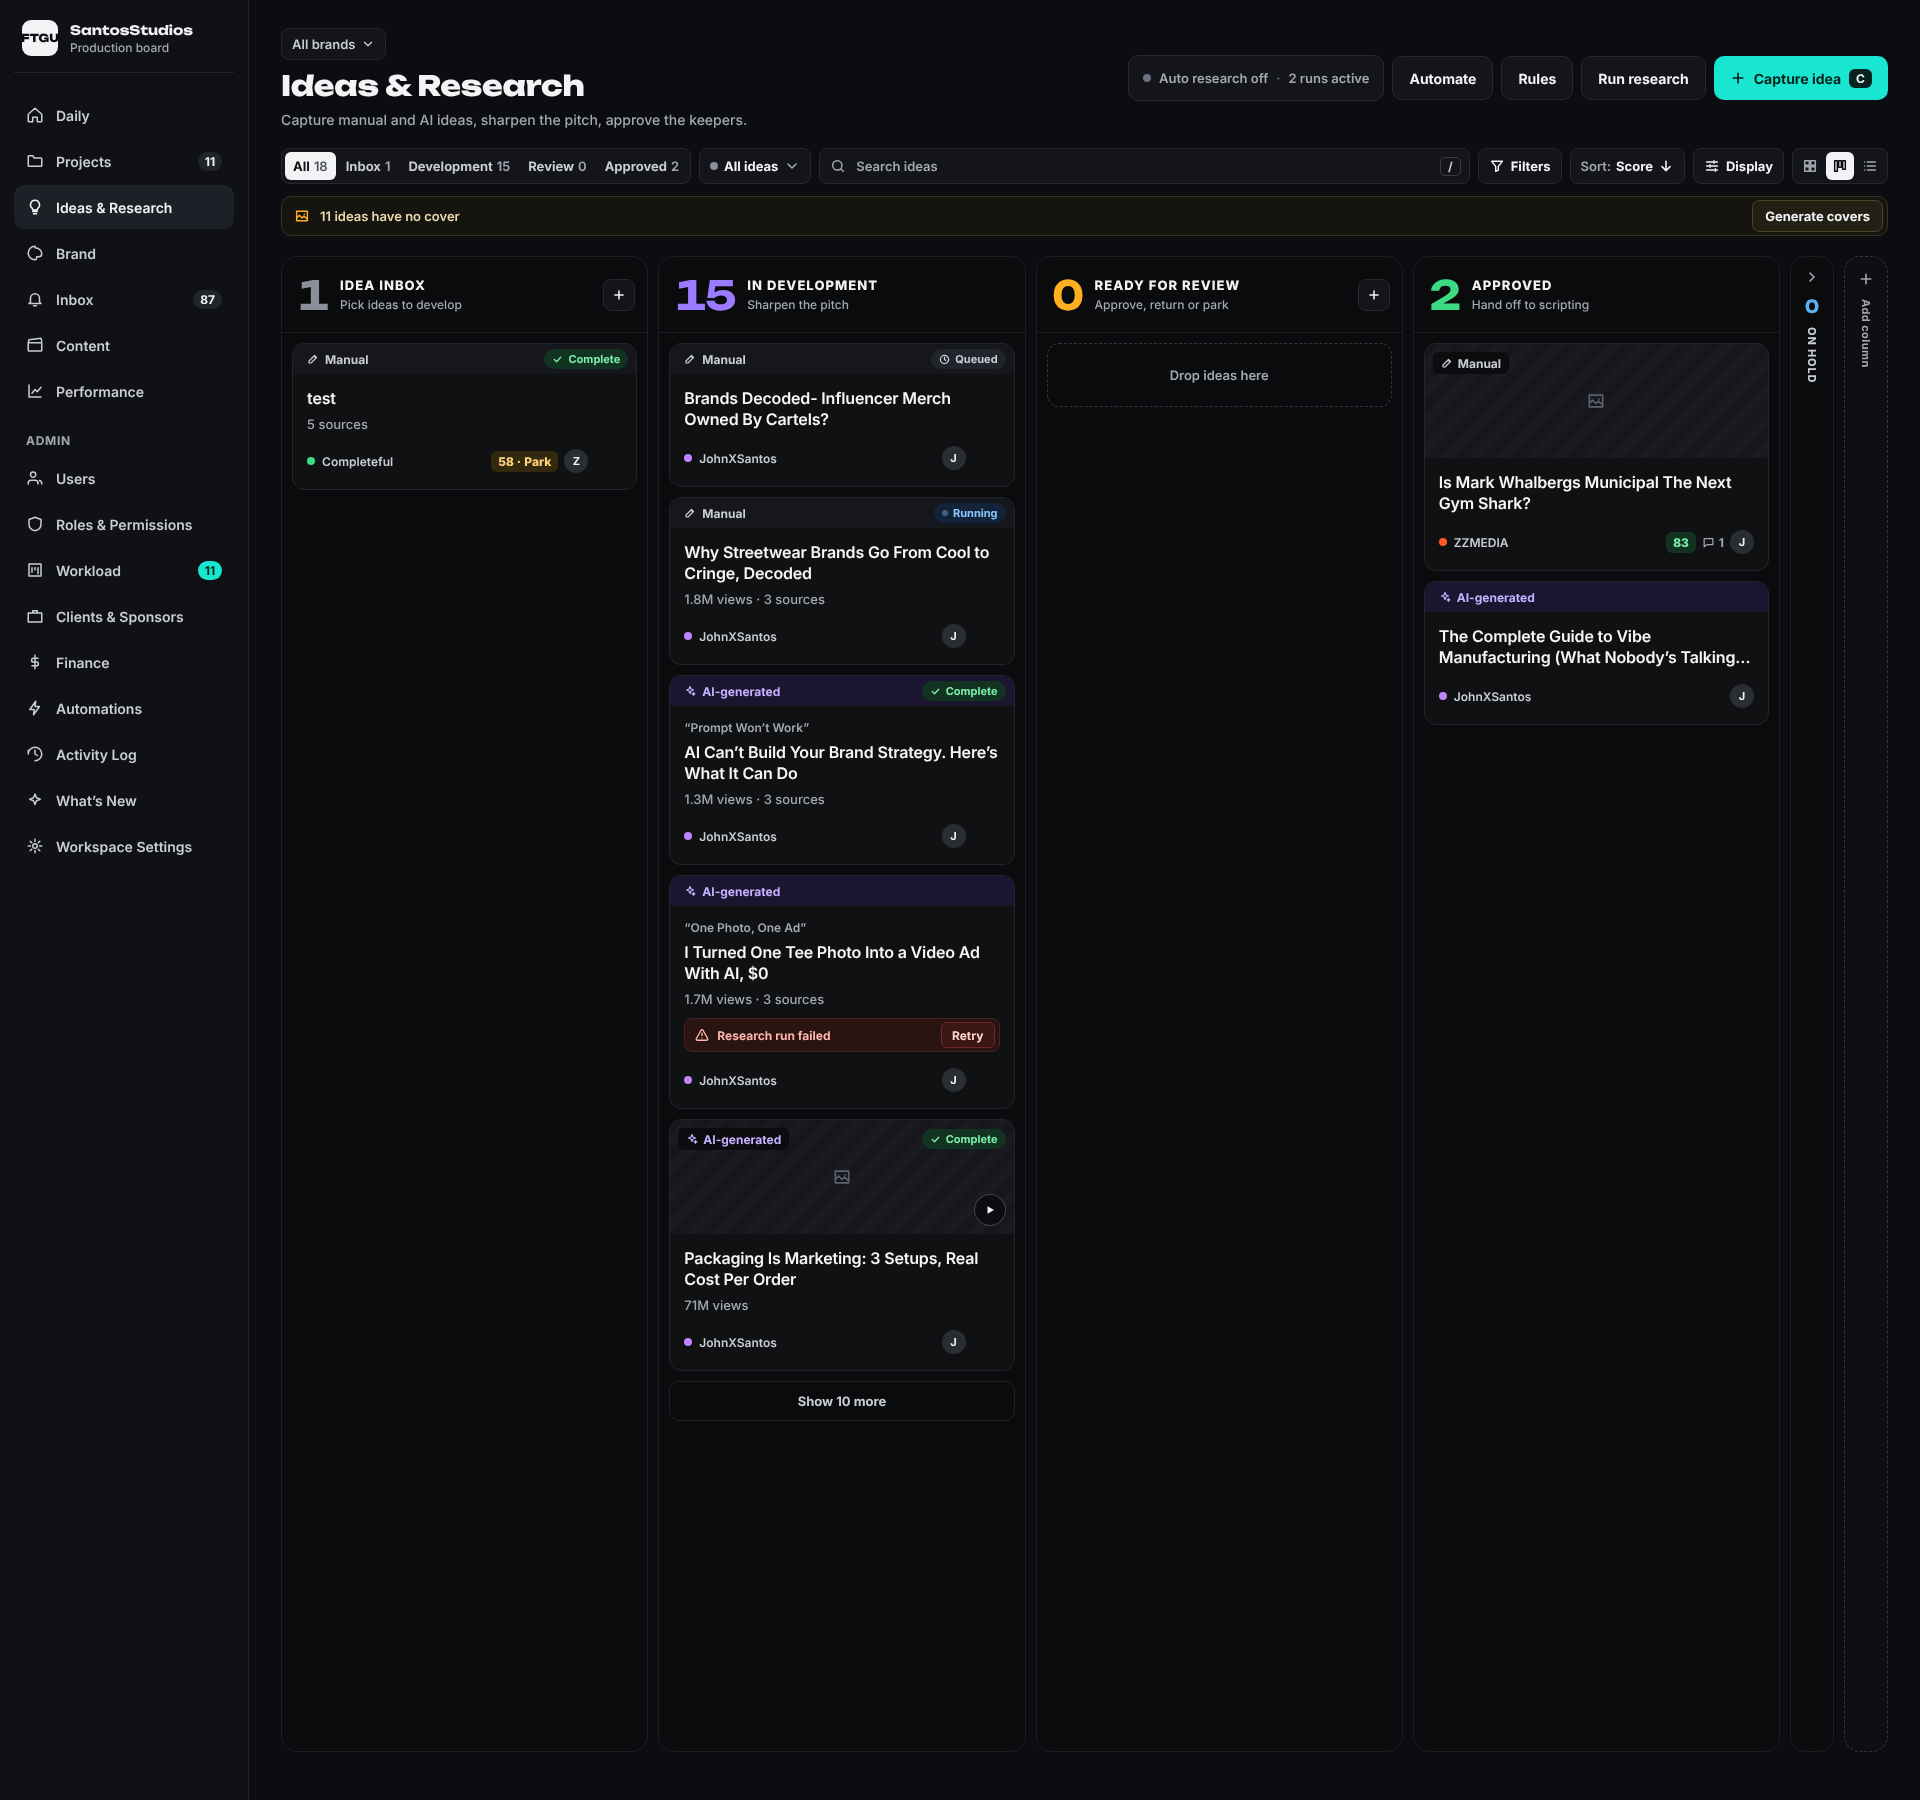 FTGU
SantosStudios
Production board
Daily
Projects 11
Ideas & Research
Brand
Inbox 87
Content
Performance
ADMIN
Users
Roles & Permissions
Workload 11
Clients & Sponsors
Finance
Automations
Activity Log
What's New
Workspace Settings
All brands
Ideas & Research
Capture manual and AI ideas, sharpen the pitch, approve the keepers.
Auto research off · 2 runs active
Automate
Rules
Run research
Capture idea C
All 18 Inbox 1 Development 15 Review 0 Approved 2
All ideas
Search ideas /
Filters
Sort: Score
Display
11 ideas have no cover
Generate covers
1 IDEA INBOX
Pick ideas to develop
Manual Complete
test
5 sources
Completeful 58 · Park Z
15 IN DEVELOPMENT
Sharpen the pitch
Manual Queued
Brands Decoded- Influencer Merch
Owned By Cartels?
JohnXSantos J
Manual Running
Why Streetwear Brands Go From Cool to
Cringe, Decoded
1.8M views · 3 sources
JohnXSantos J
AI-generated Complete
“Prompt Won’t Work”
AI Can’t Build Your Brand Strategy. Here’s
What It Can Do
1.3M views · 3 sources
JohnXSantos J
AI-generated
“One Photo, One Ad”
I Turned One Tee Photo Into a Video Ad
With AI, $0
1.7M views · 3 sources
Research run failed Retry
JohnXSantos J
AI-generated Complete
Packaging Is Marketing: 3 Setups, Real
Cost Per Order
71M views
JohnXSantos J
Show 10 more
0 READY FOR REVIEW
Approve, return or park
Drop ideas here
2 APPROVED
Hand off to scripting
Manual
Is Mark Whalbergs Municipal The Next
Gym Shark?
ZZMEDIA 83 1 J
AI-generated
The Complete Guide to Vibe
Manufacturing (What Nobody’s Talking…
JohnXSantos J
0 ON HOLD
Add column